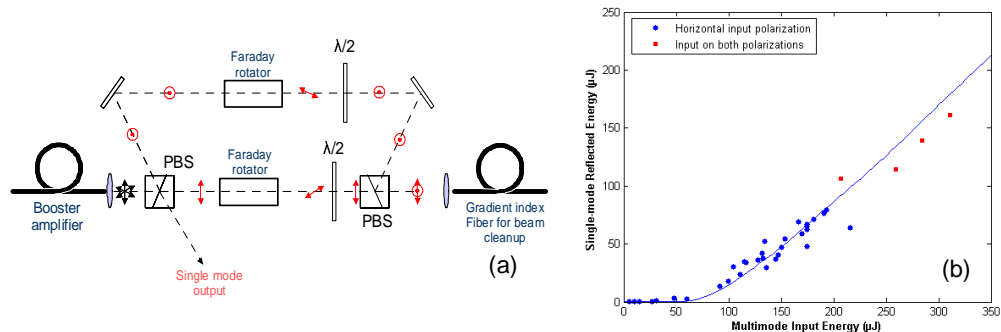 λ/2
Faraday
rotator
λ/2
PBS
Faraday
rotator
Booster
amplifier
PBS
Gradient index
Fiber for beam
cleanup
Single mode
output
(a)
Horizontal input polarization
Input on both polarizations
Single-mode Reflected Energy (µJ)
250
200
150
100
50
0
0 50 100 150 200 250 300 350
Multimode Input Energy (µJ)
(b)